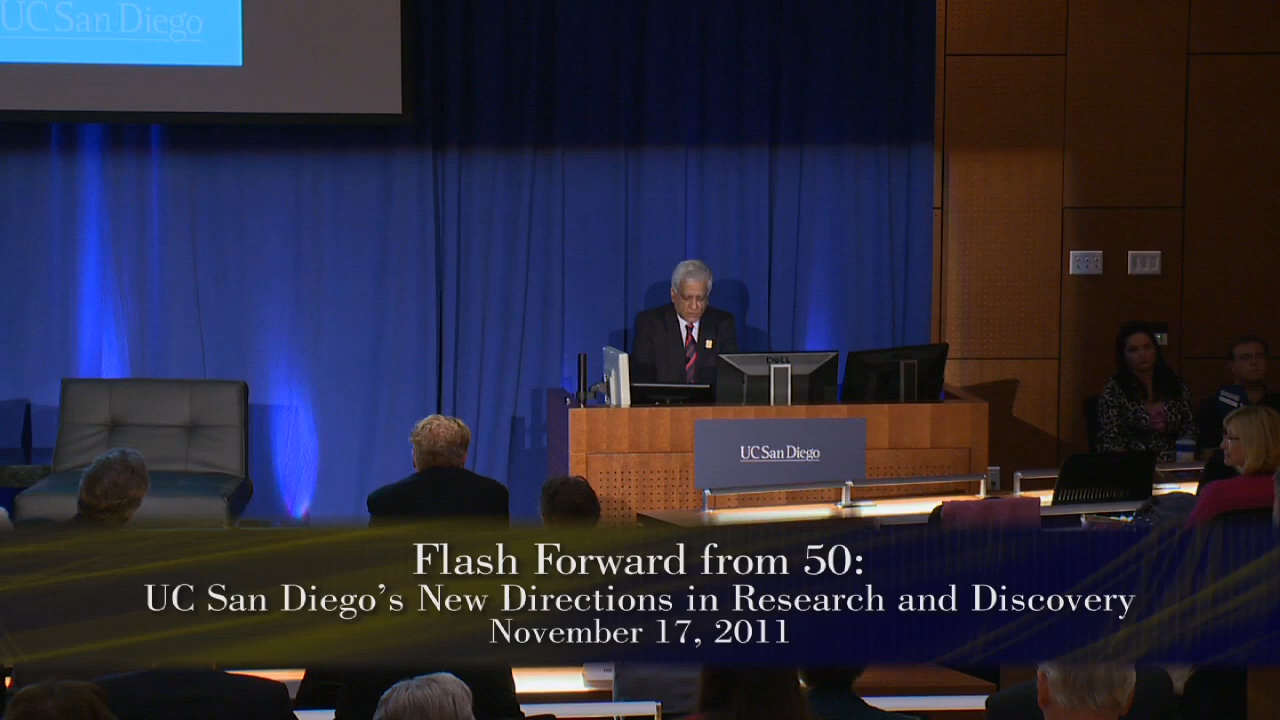 UC San Diego
DELL
UC San Diego
Flash Forward from 50:
UC San Diego's New Directions in Research and Discovery
November 17, 2011